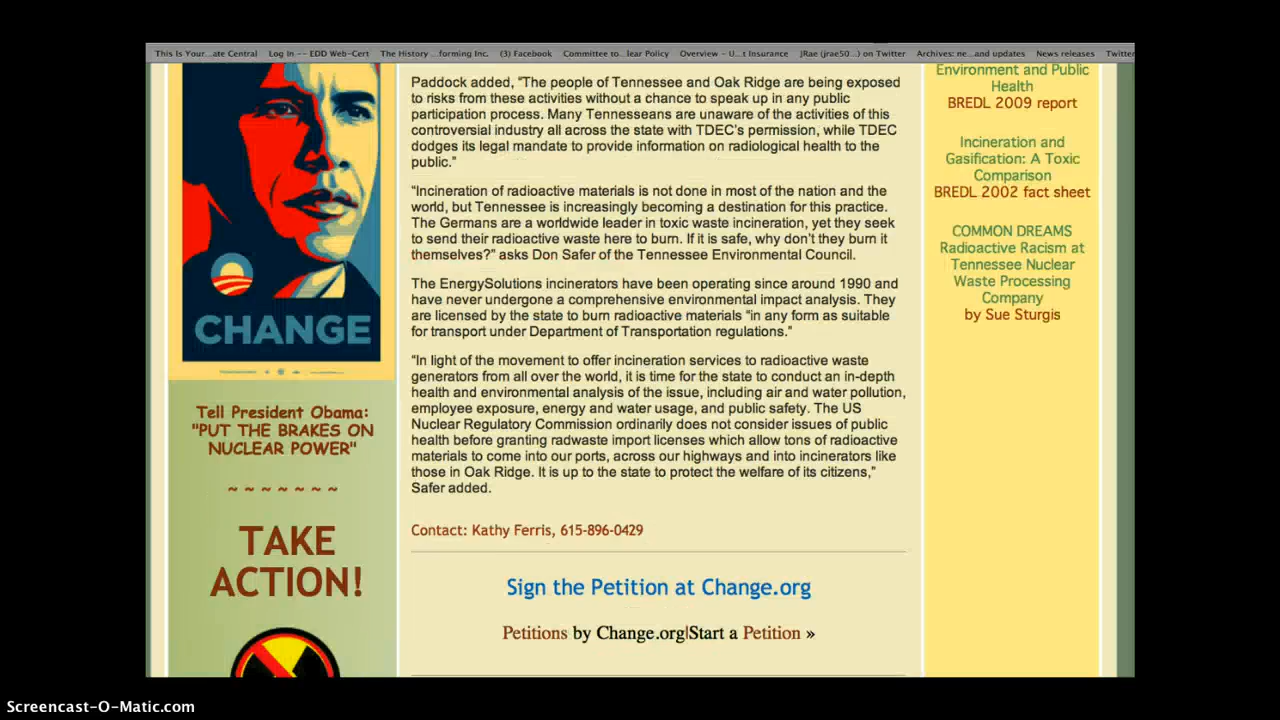 This Is Your...ate Central Log In -- EDD Web-Cert The History ...forming Inc. (3) Facebook Committee to...lear Policy Overview - U...t Insurance JRae (jrae50...) on Twitter Archives: ne...and updates News releases Twitter
CHANGE
Tell President Obama:
"PUT THE BRAKES ON
NUCLEAR POWER"
~ ~ ~ ~ ~ ~ ~
TAKE
ACTION!
Paddock added, “The people of Tennessee and Oak Ridge are being exposed
to risks from these activities without a chance to speak up in any public
participation process. Many Tennesseans are unaware of the activities of this
controversial industry all across the state with TDEC’s permission, while TDEC
dodges its legal mandate to provide information on radiological health to the
public.”
“Incineration of radioactive materials is not done in most of the nation and the
world, but Tennessee is increasingly becoming a destination for this practice.
The Germans are a worldwide leader in toxic waste incineration, yet they seek
to send their radioactive waste here to burn. If it is safe, why don’t they burn it
themselves?” asks Don Safer of the Tennessee Environmental Council.
The EnergySolutions incinerators have been operating since around 1990 and
have never undergone a comprehensive environmental impact analysis. They
are licensed by the state to burn radioactive materials “in any form as suitable
for transport under Department of Transportation regulations.”
“In light of the movement to offer incineration services to radioactive waste
generators from all over the world, it is time for the state to conduct an in-depth
health and environmental analysis of the issue, including air and water pollution,
employee exposure, energy and water usage, and public safety. The US
Nuclear Regulatory Commission ordinarily does not consider issues of public
health before granting radwaste import licenses which allow tons of radioactive
materials to come into our ports, across our highways and into incinerators like
those in Oak Ridge. It is up to the state to protect the welfare of its citizens,”
Safer added.
Contact: Kathy Ferris, 615-896-0429
Sign the Petition at Change.org
Petitions by Change.org|Start a Petition »
Environment and Public
Health
BREDL 2009 report
Incineration and
Gasification: A Toxic
Comparison
BREDL 2002 fact sheet
COMMON DREAMS
Radioactive Racism at
Tennessee Nuclear
Waste Processing
Company
by Sue Sturgis
Screencast-O-Matic.com